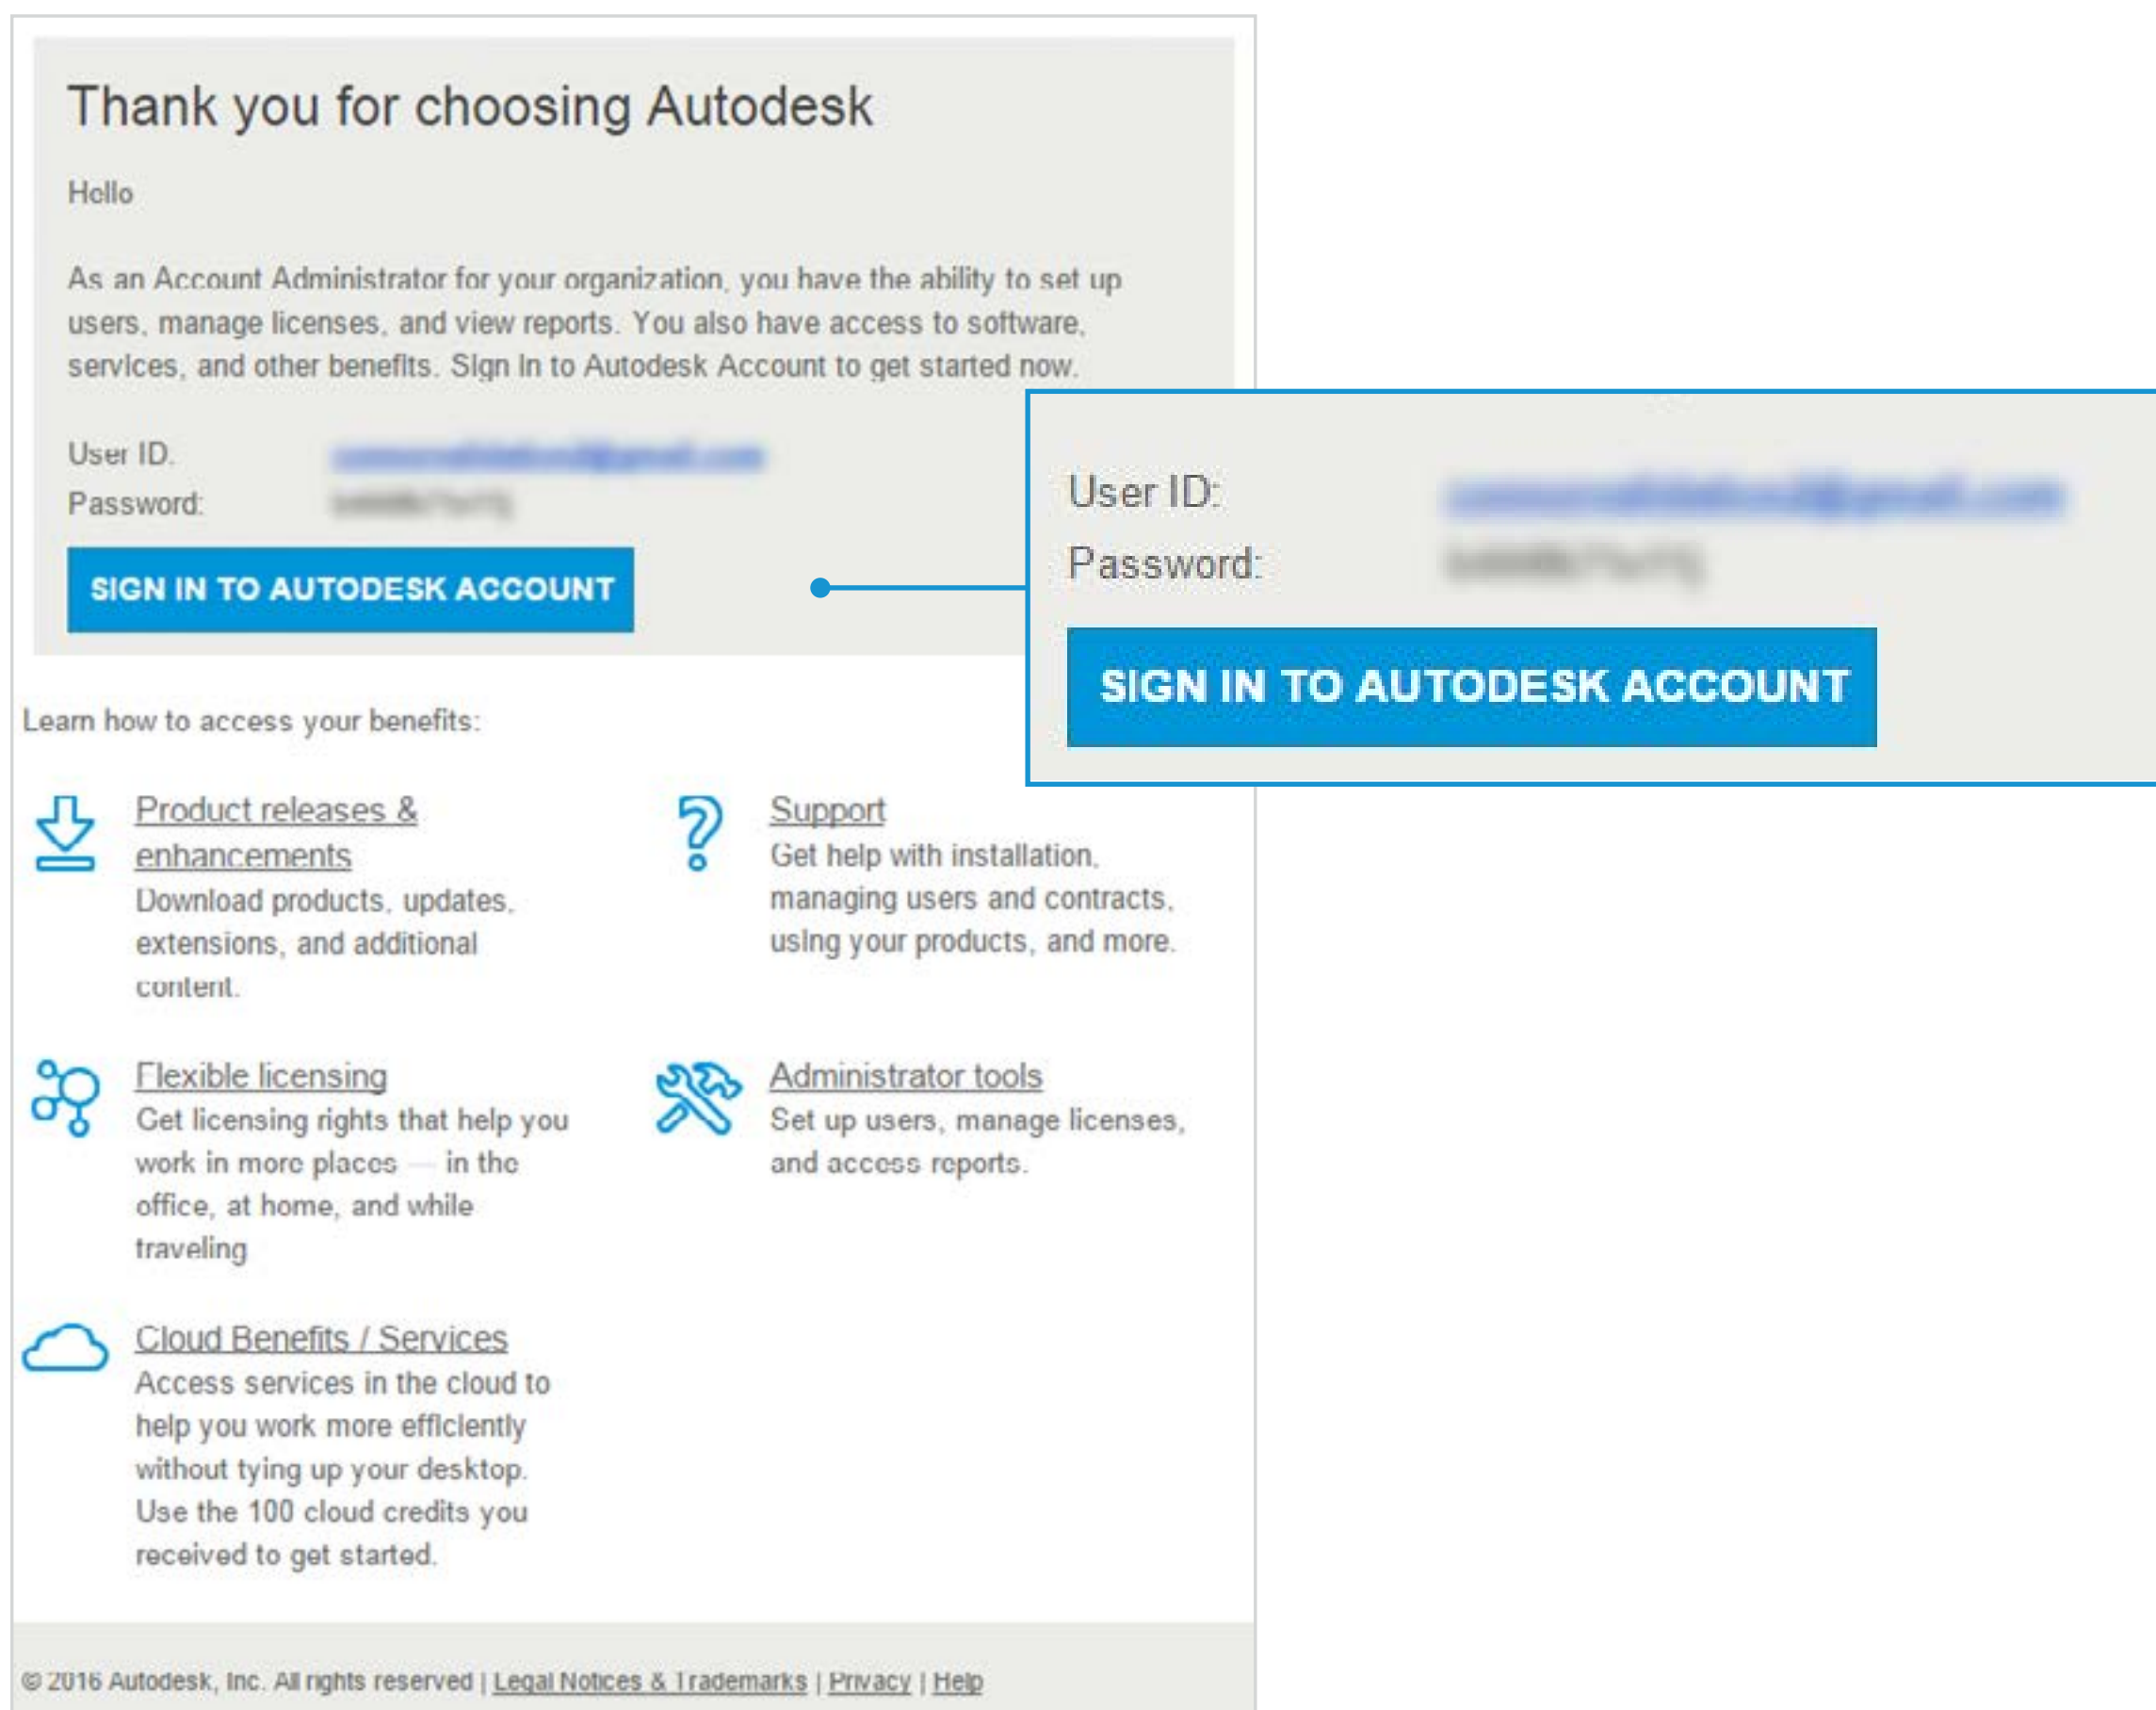 Thank you for choosing Autodesk
Hello
As an Account Administrator for your organization, you have the ability to set up
users, manage licenses, and view reports. You also have access to software,
services, and other benefits. Sign In to Autodesk Account to get started now.
User ID:
Password:
SIGN IN TO AUTODESK ACCOUNT
User ID:
Password:
SIGN IN TO AUTODESK ACCOUNT
Learn how to access your benefits:
Product releases &
enhancements
Download products, updates,
extensions, and additional
content.
Support
Get help with installation,
managing users and contracts,
using your products, and more.
Flexible licensing
Get licensing rights that help you
work in more places — in the
office, at home, and while
traveling
Administrator tools
Set up users, manage licenses,
and access reports.
Cloud Benefits / Services
Access services in the cloud to
help you work more efficiently
without tying up your desktop.
Use the 100 cloud credits you
received to get started.
© 2016 Autodesk, Inc. All rights reserved | Legal Notices & Trademarks | Privacy | Help